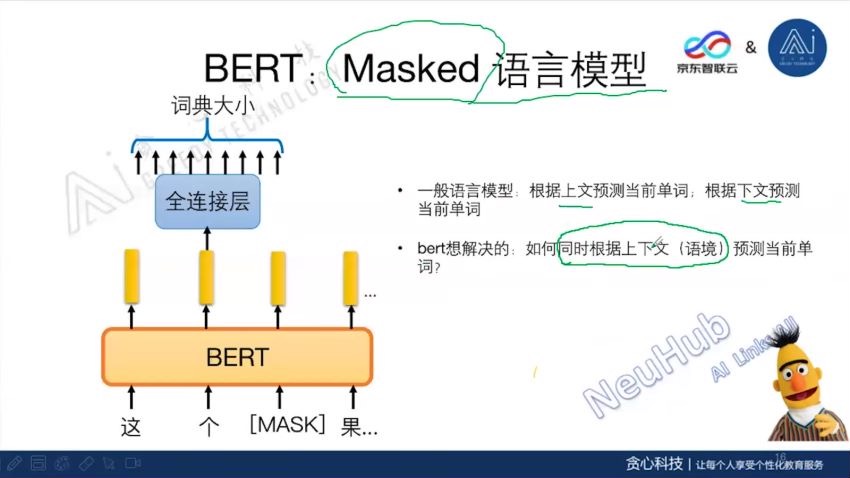 BERT：Masked 语言模型
京东智联云
&
词典大小
全连接层
...
BERT
这 个 [MASK] 果...
• 一般语言模型：根据上文预测当前单词；根据下文预测
当前单词
• bert想解决的：如何同时根据上下文（语境）预测当前单
词？
NeuHub
AI Links All
16
贪心科技 | 让每个人享受个性化教育服务